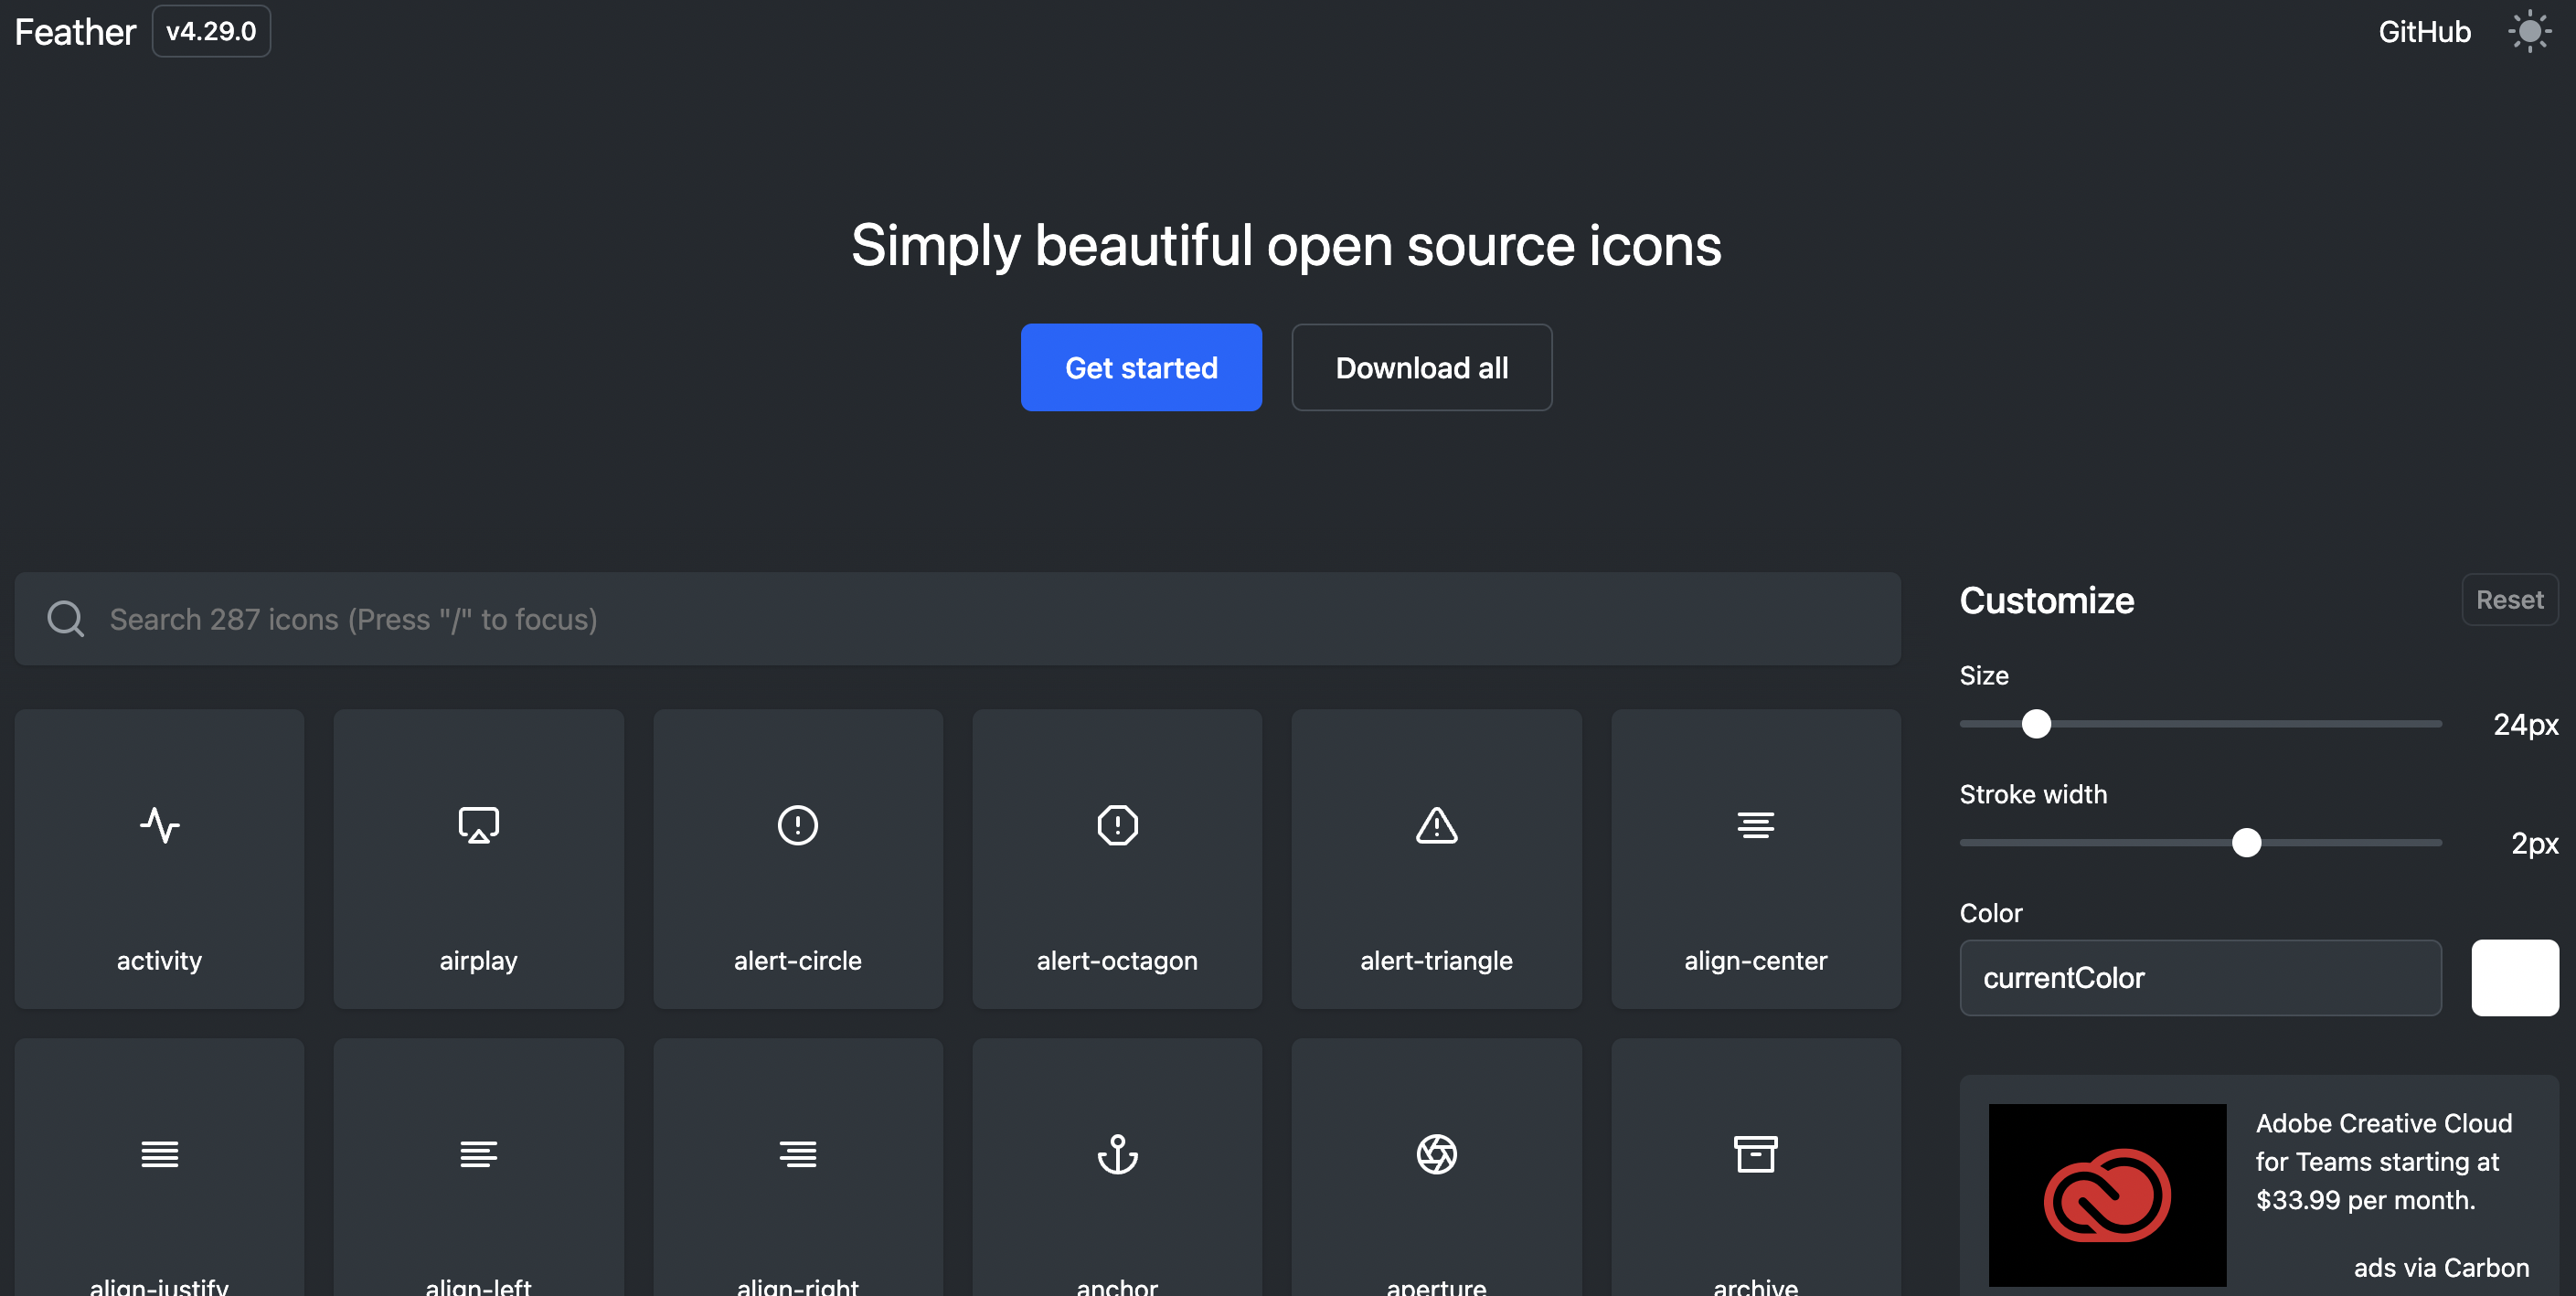 Feather v4.29.0 GitHub
Simply beautiful open source icons
Get started Download all
Search 287 icons (Press "/" to focus)
activity airplay alert-circle alert-octagon alert-triangle align-center
align-justify align-left align-right anchor aperture archive
Customize Reset
Size
24px
Stroke width
2px
Color
currentColor
Adobe Creative Cloud
for Teams starting at
$33.99 per month.
ads via Carbon